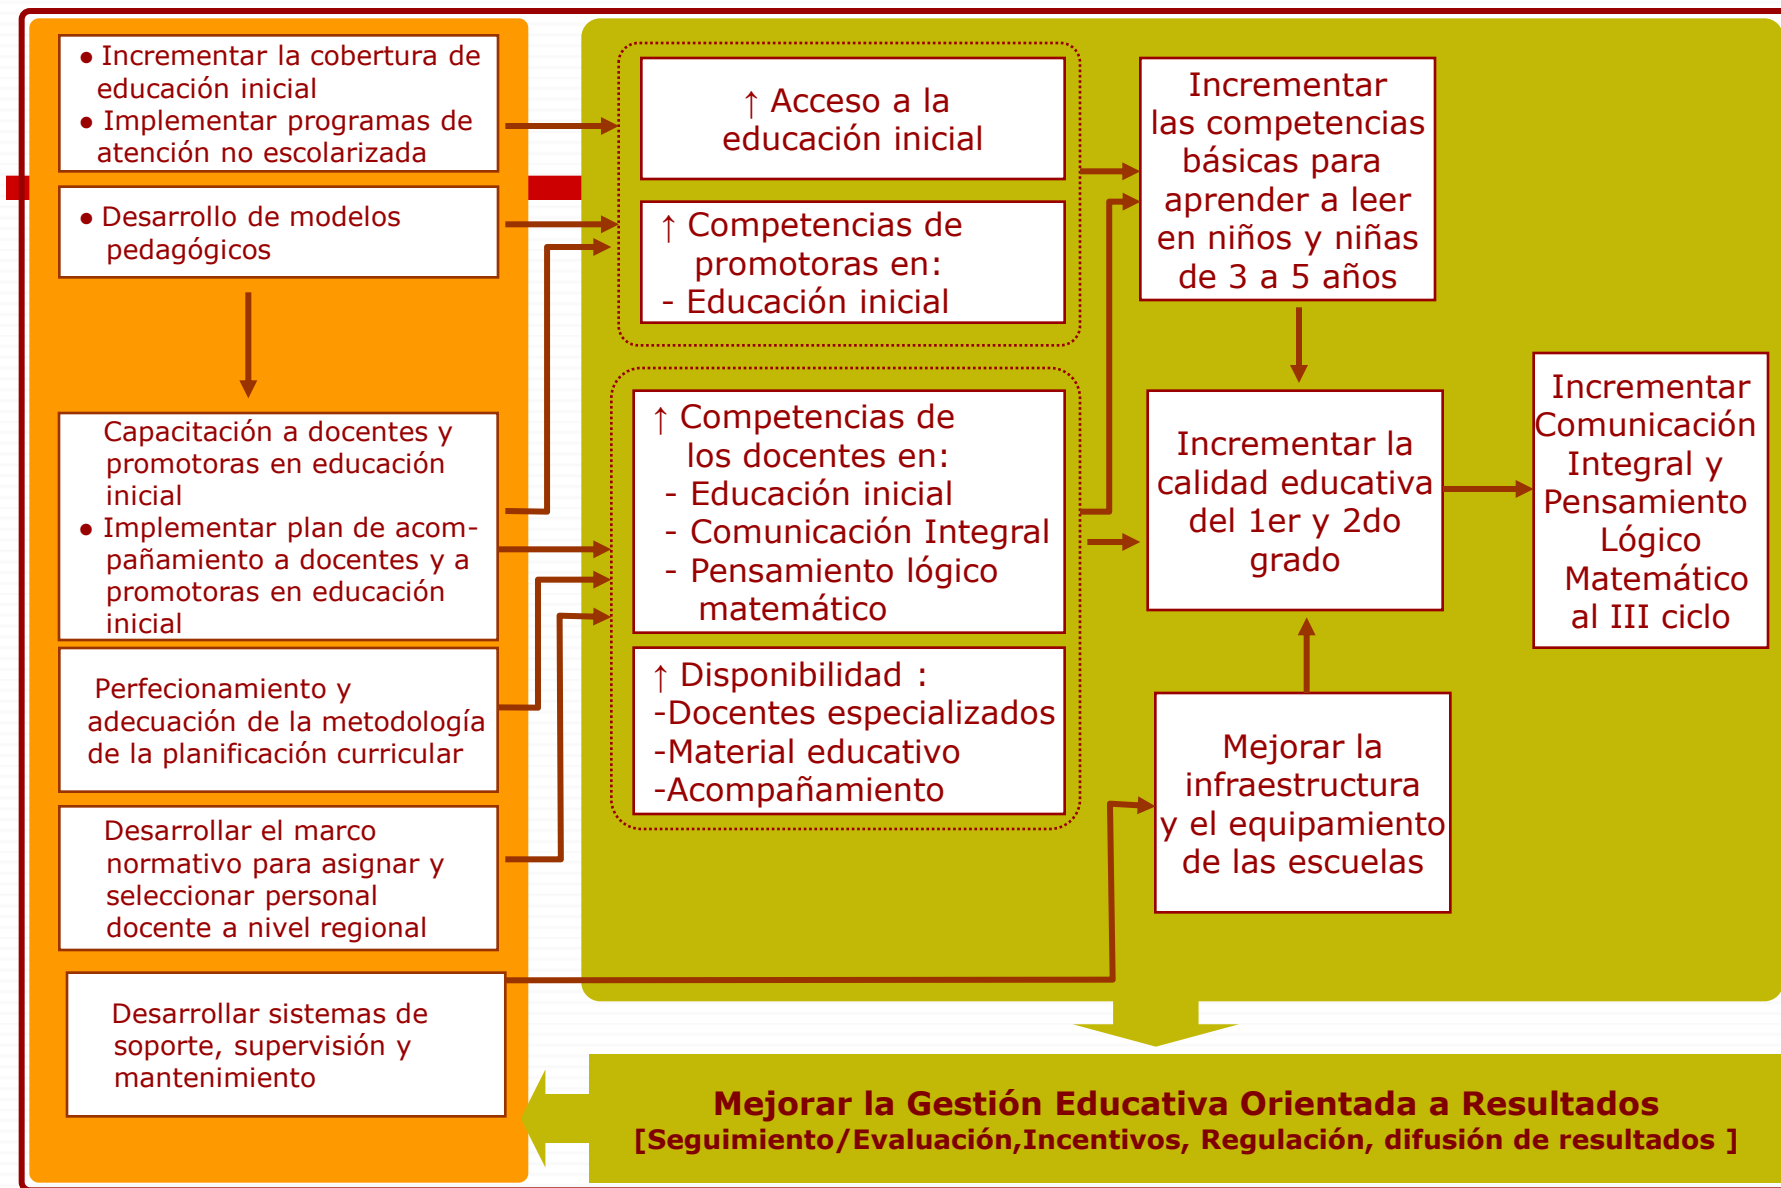 ● Incrementar la cobertura de
educación inicial
● Implementar programas de
atención no escolarizada
● Desarrollo de modelos
pedagógicos
Capacitación a docentes y
promotoras en educación
inicial
● Implementar plan de acom-
pañamiento a docentes y a
promotoras en educación
inicial
Perfecionamiento y
adecuación de la metodología
de la planificación curricular
Desarrollar el marco
normativo para asignar y
seleccionar personal
docente a nivel regional
Desarrollar sistemas de
soporte, supervisión y
mantenimiento
↑ Acceso a la
educación inicial
↑ Competencias de
promotoras en:
- Educación inicial
↑ Competencias de
los docentes en:
- Educación inicial
- Comunicación Integral
- Pensamiento lógico
matemático
↑ Disponibilidad :
-Docentes especializados
-Material educativo
-Acompañamiento
Incrementar
las competencias
básicas para
aprender a leer
en niños y niñas
de 3 a 5 años
Incrementar la
calidad educativa
del 1er y 2do
grado
Mejorar la
infraestructura
y el equipamiento
de las escuelas
Incrementar
Comunicación
Integral y
Pensamiento
Lógico
Matemático
al III ciclo
Mejorar la Gestión Educativa Orientada a Resultados
[Seguimiento/Evaluación,Incentivos, Regulación, difusión de resultados ]